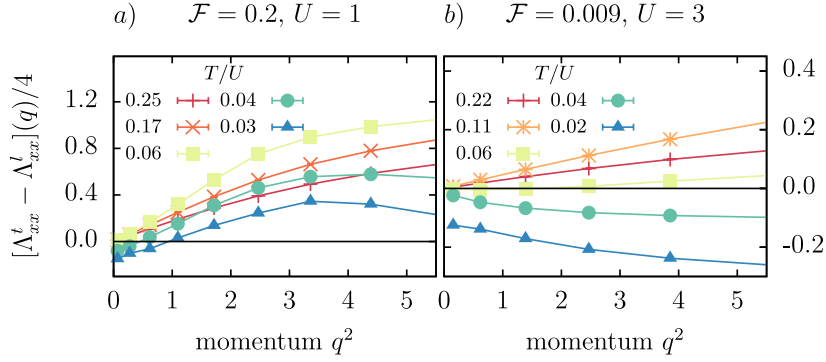 a) ℱ = 0.2, U = 1
b) ℱ = 0.009, U = 3
[Λᵗₓₓ − Λˡₓₓ](q)/4
1.2
0.8
0.4
0.0
T/U
0.25 0.04
0.17 0.03
0.06
0 1 2 3 4 5
momentum q²
T/U
0.22 0.04
0.11 0.02
0.06
0.4
0.2
0.0
-0.2
0 1 2 3 4 5
momentum q²